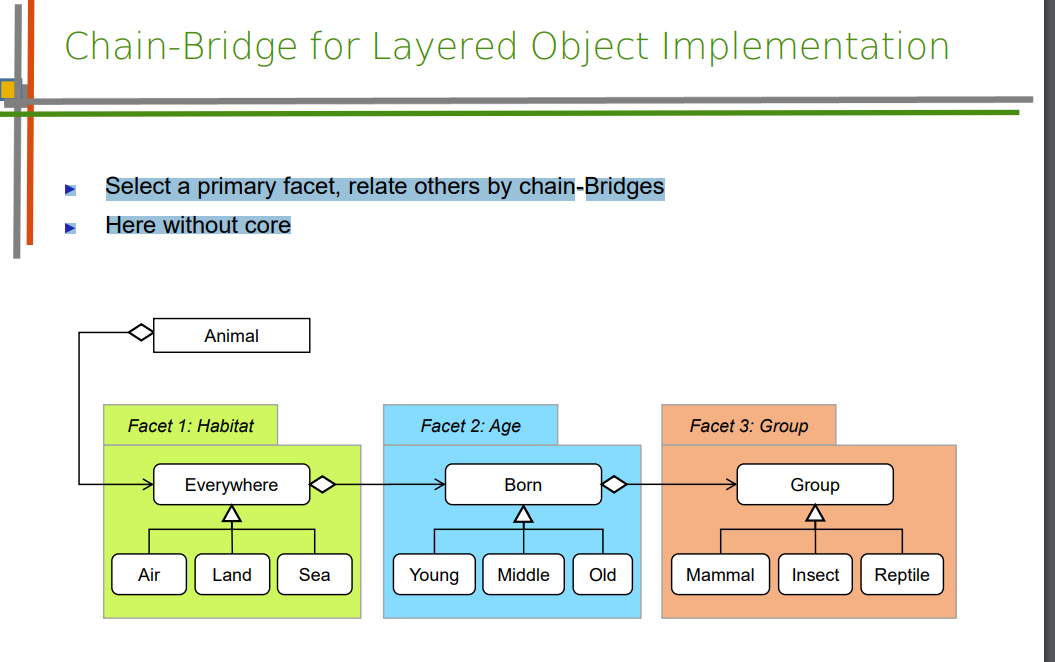 Chain-Bridge for Layered Object Implementation
Select a primary facet, relate others by chain-Bridges
Here without core
Animal
Facet 1: Habitat
Facet 2: Age
Facet 3: Group
Everywhere
Born
Group
Air
Land
Sea
Young
Middle
Old
Mammal
Insect
Reptile